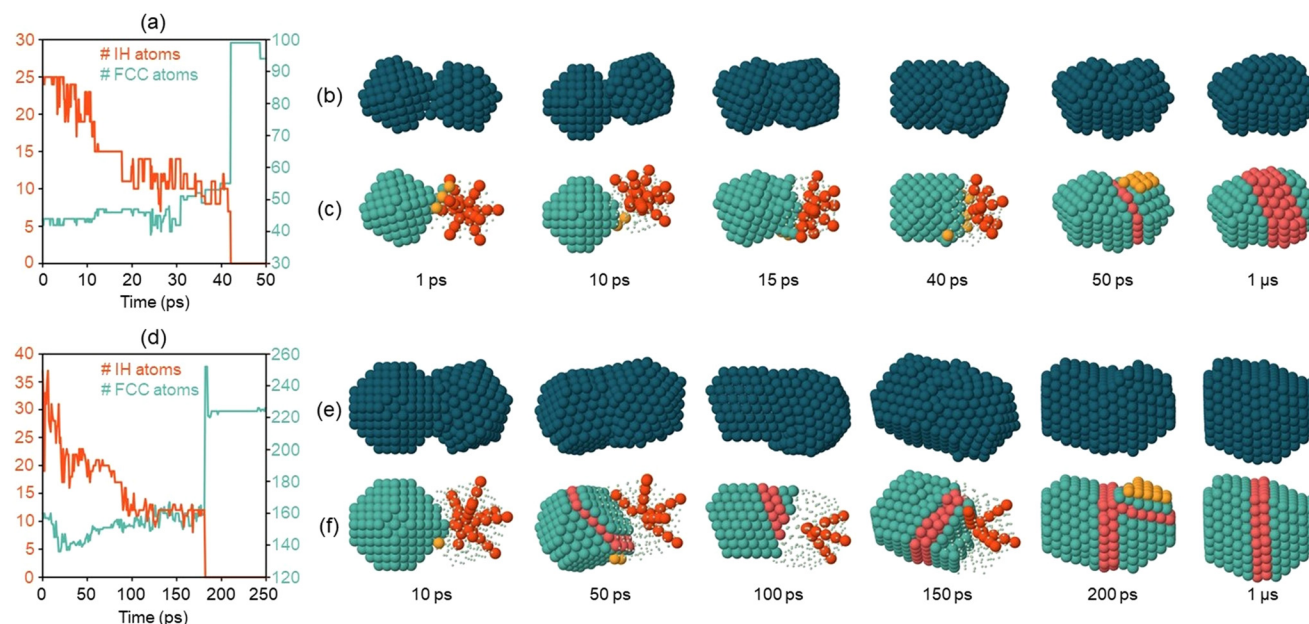 (a)
30
25
20
15
10
5
0
# IH atoms
# FCC atoms
100
90
80
70
60
50
40
30
0 10 20 30 40 50
Time (ps)
(b)
(c)
1 ps 10 ps 15 ps 40 ps 50 ps 1 µs
(d)
40
35
30
25
20
15
10
5
0
# IH atoms
# FCC atoms
260
240
220
200
180
160
140
120
0 50 100 150 200 250
Time (ps)
(e)
(f)
10 ps 50 ps 100 ps 150 ps 200 ps 1 µs